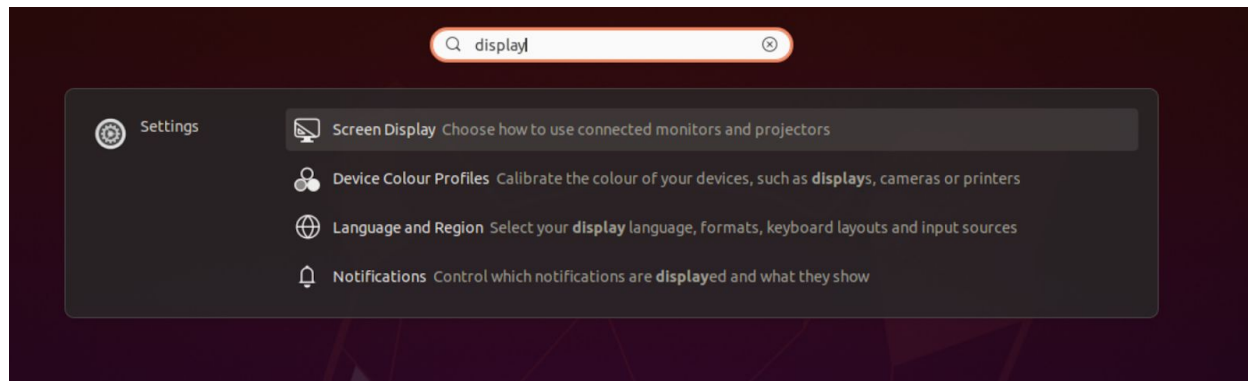 display
Settings
Screen Display Choose how to use connected monitors and projectors
Device Colour Profiles Calibrate the colour of your devices, such as displays, cameras or printers
Language and Region Select your display language, formats, keyboard layouts and input sources
Notifications Control which notifications are displayed and what they show